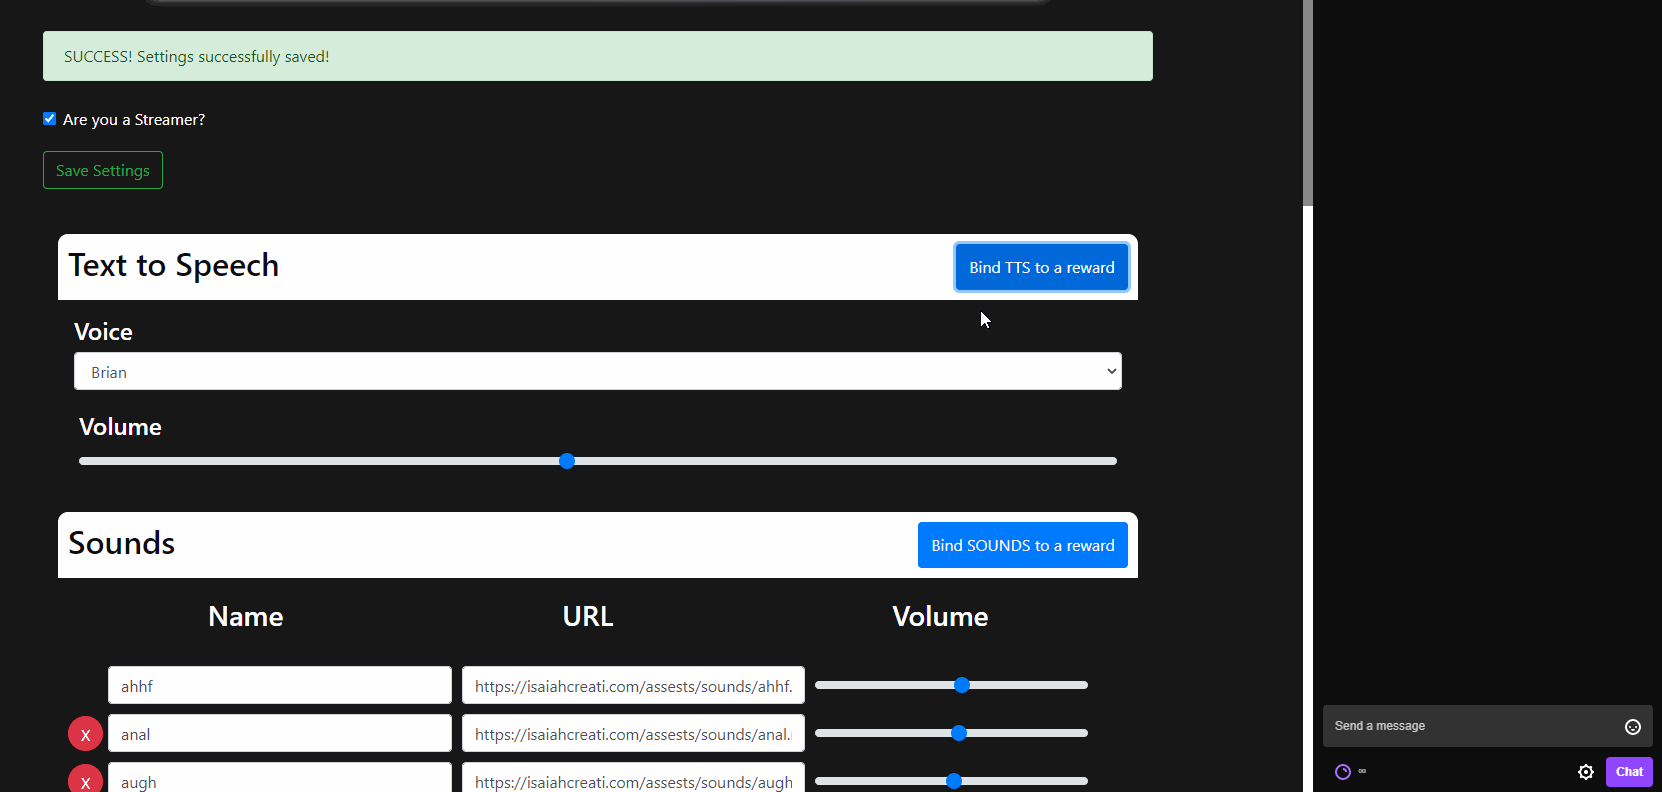 SUCCESS! Settings successfully saved!
Are you a Streamer?
Save Settings
Text to Speech
Bind TTS to a reward
Voice
Brian
Volume
Sounds
Bind SOUNDS to a reward
Name URL Volume
ahhf https://isaiahcreati.com/assests/sounds/ahhf.
X anal https://isaiahcreati.com/assests/sounds/anal.
X augh https://isaiahcreati.com/assests/sounds/augh
Send a message
∞ Chat